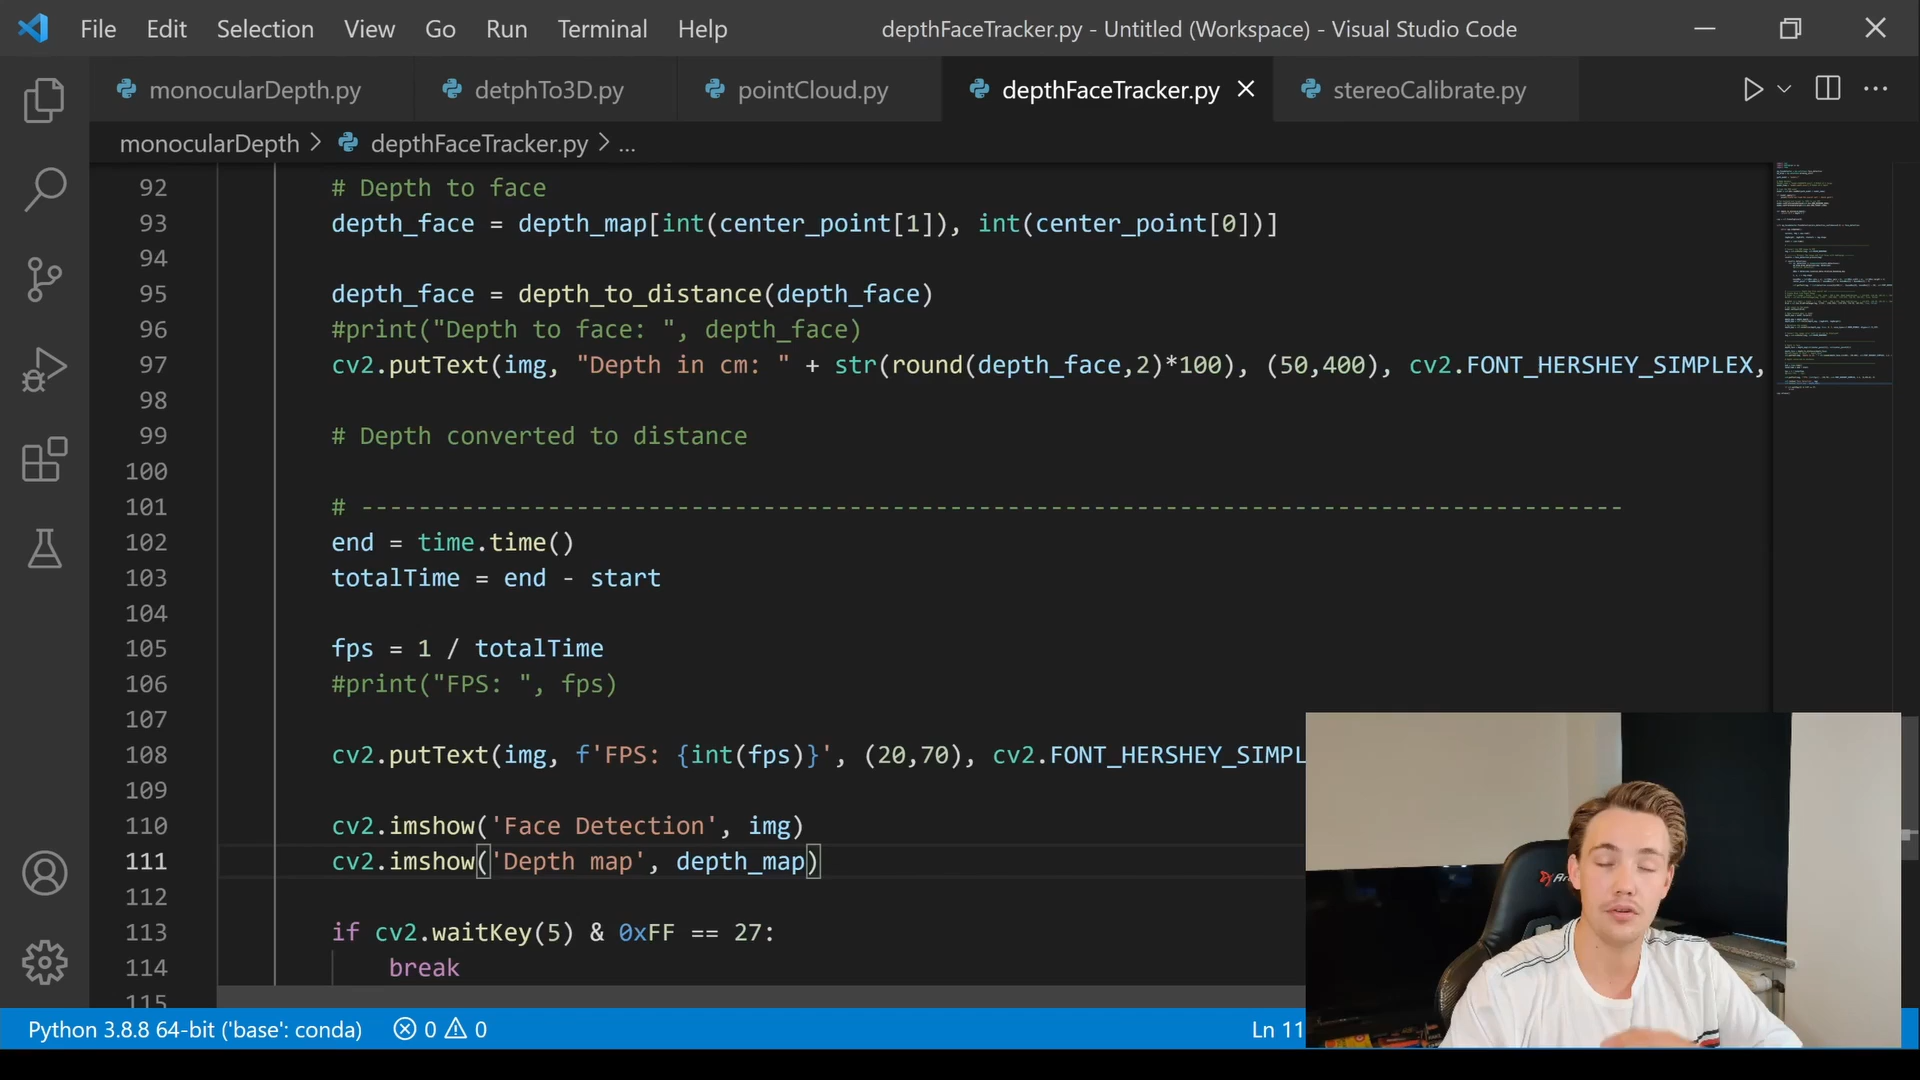 File Edit Selection View Go Run Terminal Help depthFaceTracker.py - Untitled (Workspace) - Visual Studio Code
monocularDepth.py detphTo3D.py pointCloud.py depthFaceTracker.py stereoCalibrate.py
monocularDepth > depthFaceTracker.py > ...
92 # Depth to face
93 depth_face = depth_map[int(center_point[1]), int(center_point[0])]
94
95 depth_face = depth_to_distance(depth_face)
96 #print("Depth to face: ", depth_face)
97 cv2.putText(img, "Depth in cm: " + str(round(depth_face,2)*100), (50,400), cv2.FONT_HERSHEY_SIMPLEX,
98
99 # Depth converted to distance
100
101 # ----------------------------------------------------------------------------------------
102 end = time.time()
103 totalTime = end - start
104
105 fps = 1 / totalTime
106 #print("FPS: ", fps)
107
108 cv2.putText(img, f'FPS: {int(fps)}', (20,70), cv2.FONT_HERSHEY_SIMPL
109
110 cv2.imshow('Face Detection', img)
111 cv2.imshow('Depth map', depth_map)
112
113 if cv2.waitKey(5) & 0xFF == 27:
114 break
115
Python 3.8.8 64-bit ('base': conda) 0 0 Ln 11